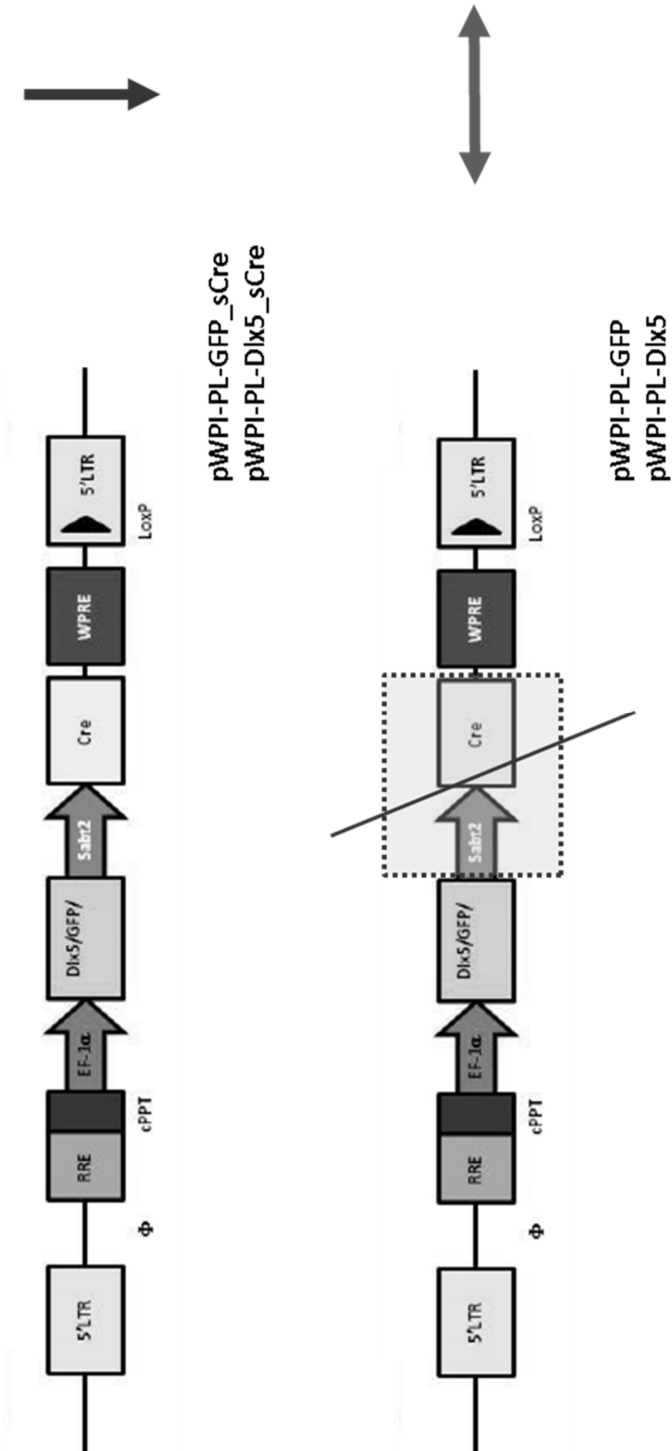 5'LTR RRE EF-1α Dlx5/GFP/ Sabt2 Cre WPRE 5'LTR
Φ cPPT LoxP
pWPI-PL-GFP_sCre
pWPI-PL-Dlx5_sCre
5'LTR RRE EF-1α Dlx5/GFP/ Sabt2 Cre WPRE 5'LTR
Φ cPPT LoxP
pWPI-PL-GFP
pWPI-PL-Dlx5